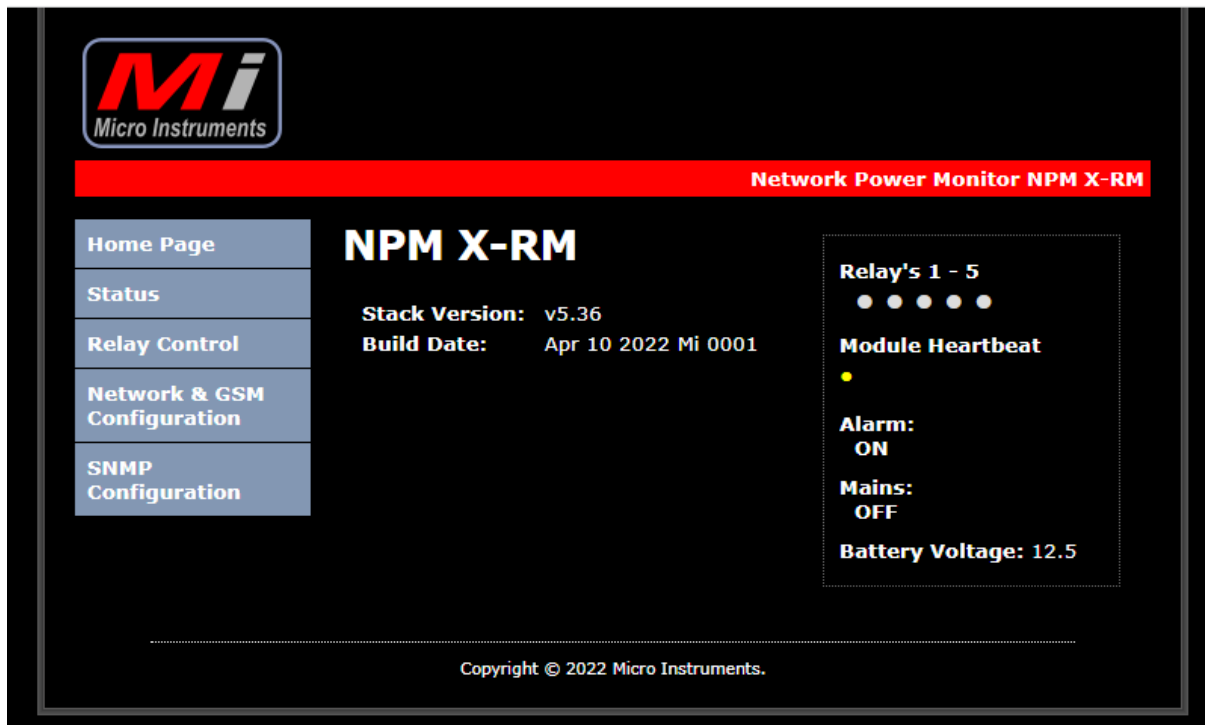 Mi
Micro Instruments
Network Power Monitor NPM X-RM
Home Page
Status
Relay Control
Network & GSM
Configuration
SNMP
Configuration
NPM X-RM
Stack Version: v5.36
Build Date: Apr 10 2022 Mi 0001
Relay's 1 - 5
Module Heartbeat
Alarm:
ON
Mains:
OFF
Battery Voltage: 12.5
Copyright © 2022 Micro Instruments.